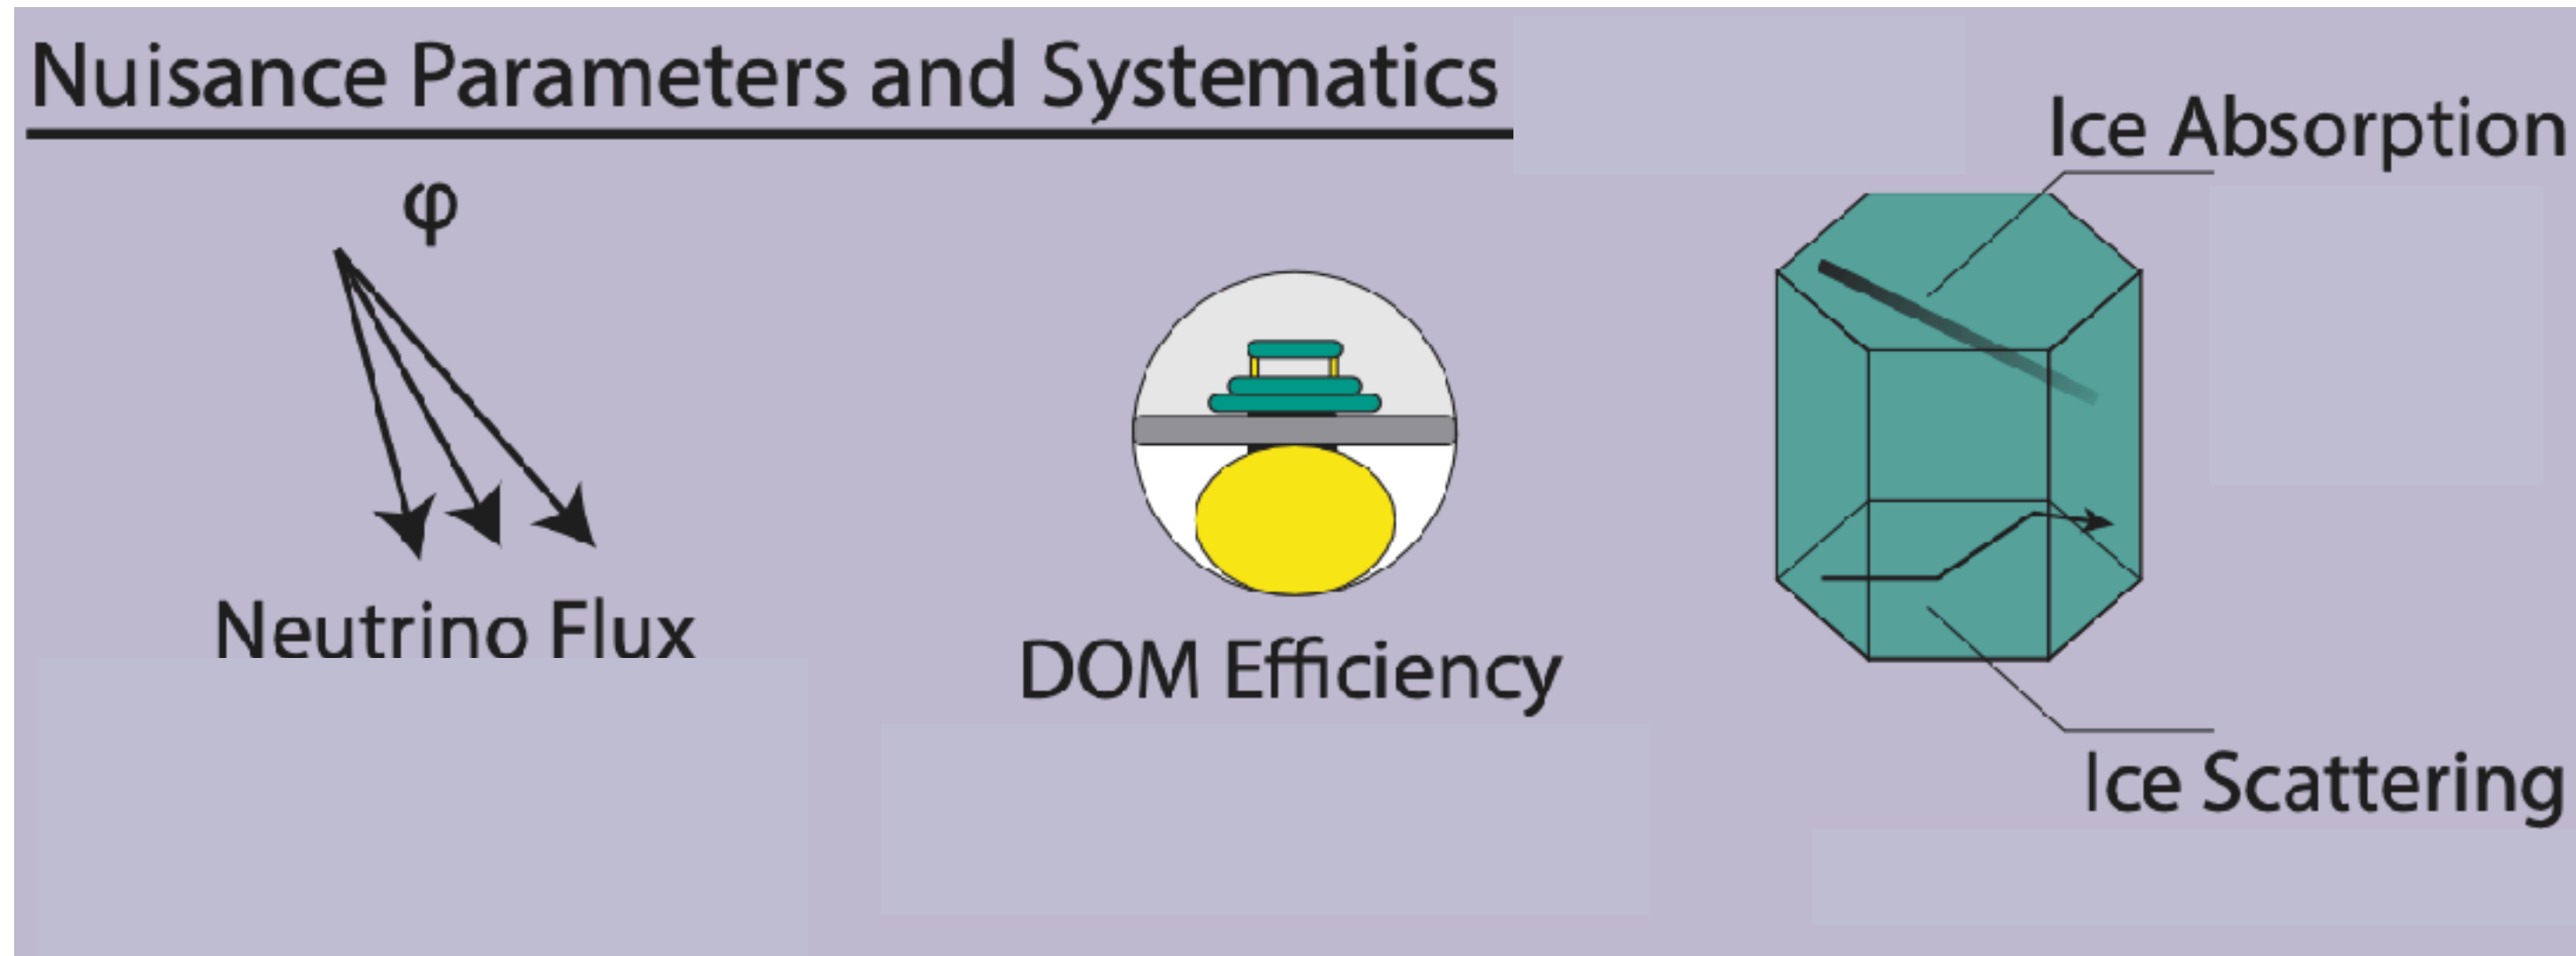 Nuisance Parameters and Systematics
Ice Absorption
φ
Neutrino Flux
DOM Efficiency
Ice Scattering